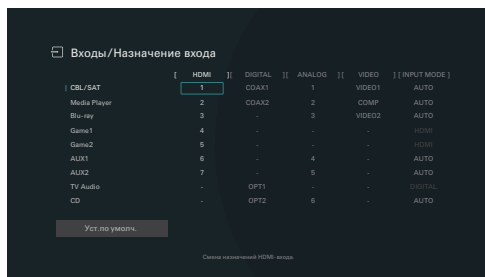 Входы/Назначение входа
[ HDMI ][ DIGITAL ][ ANALOG ][ VIDEO ] [ INPUT MODE ]
CBL/SAT 1 COAX1 1 VIDEO1 AUTO
Media Player 2 COAX2 2 COMP AUTO
Blu-ray 3 - 3 VIDEO2 AUTO
Game1 4 - - - HDMI
Game2 5 - - - HDMI
AUX1 6 - 4 - AUTO
AUX2 7 - 5 - AUTO
TV Audio - OPT1 - - DIGITAL
CD - OPT2 6 - AUTO
Уст.по умолч.
Смена назначений HDMI-входа.